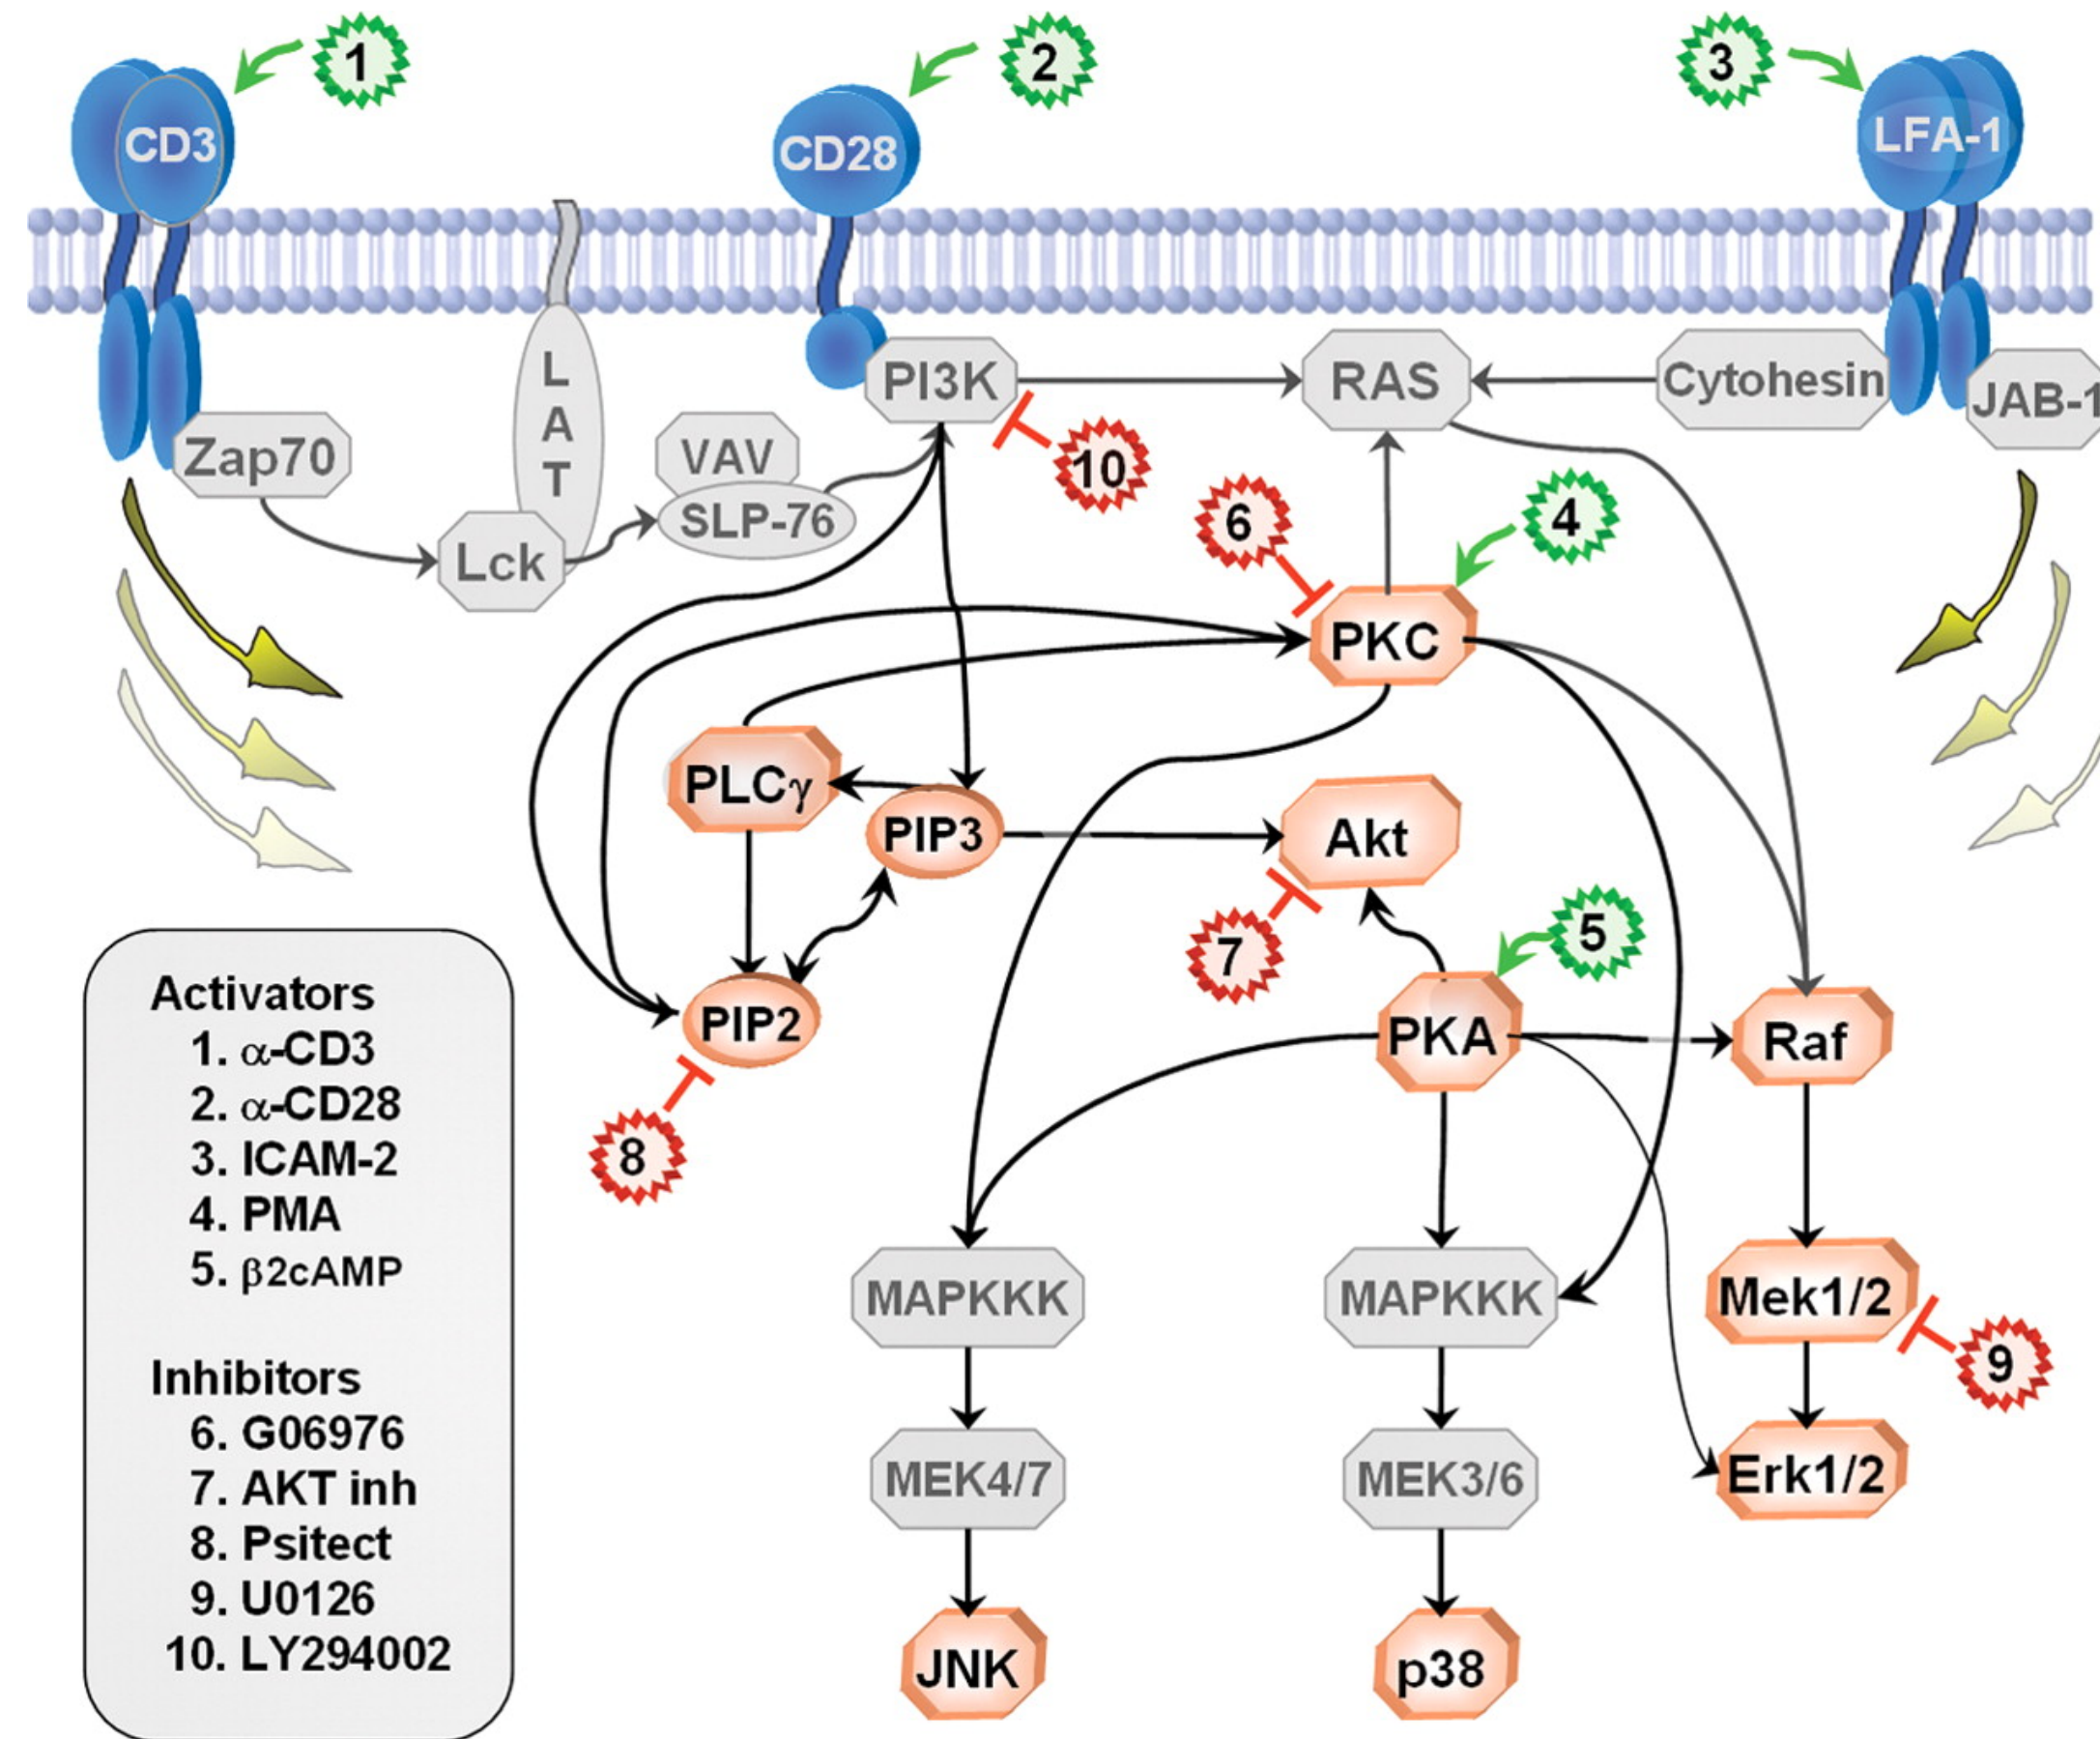 1
2
3
CD3
CD28
LFA-1
L
A
T
PI3K
RAS
Cytohesin
JAB-1
Zap70
VAV
SLP-76
Lck
10
6
4
PKC
PLCγ
PIP3
Akt
7
5
PIP2
PKA
Raf
8
MAPKKK
MAPKKK
Mek1/2
9
MEK4/7
MEK3/6
Erk1/2
JNK
p38
Activators
1. α-CD3
2. α-CD28
3. ICAM-2
4. PMA
5. β2cAMP
Inhibitors
6. G06976
7. AKT inh
8. Psitect
9. U0126
10. LY294002